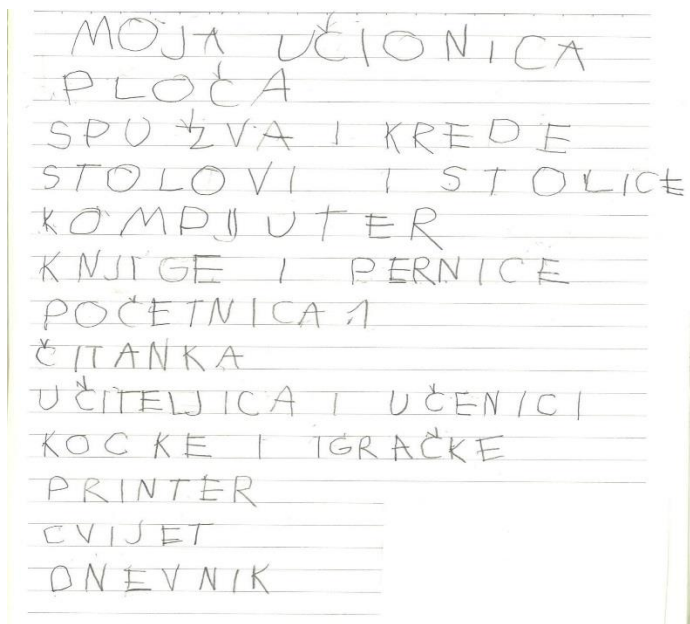 MOJA UČIONICA
PLOČA
SPUŽVA I KREDE
STOLOVI I STOLICE
KOMPJUTER
KNJIGE I PERNICE
POČETNICA 1
ČITANKA
UČITELJICA I UČENICI
KOCKE I IGRAČKE
PRINTER
CVIJET
DNEVNIK